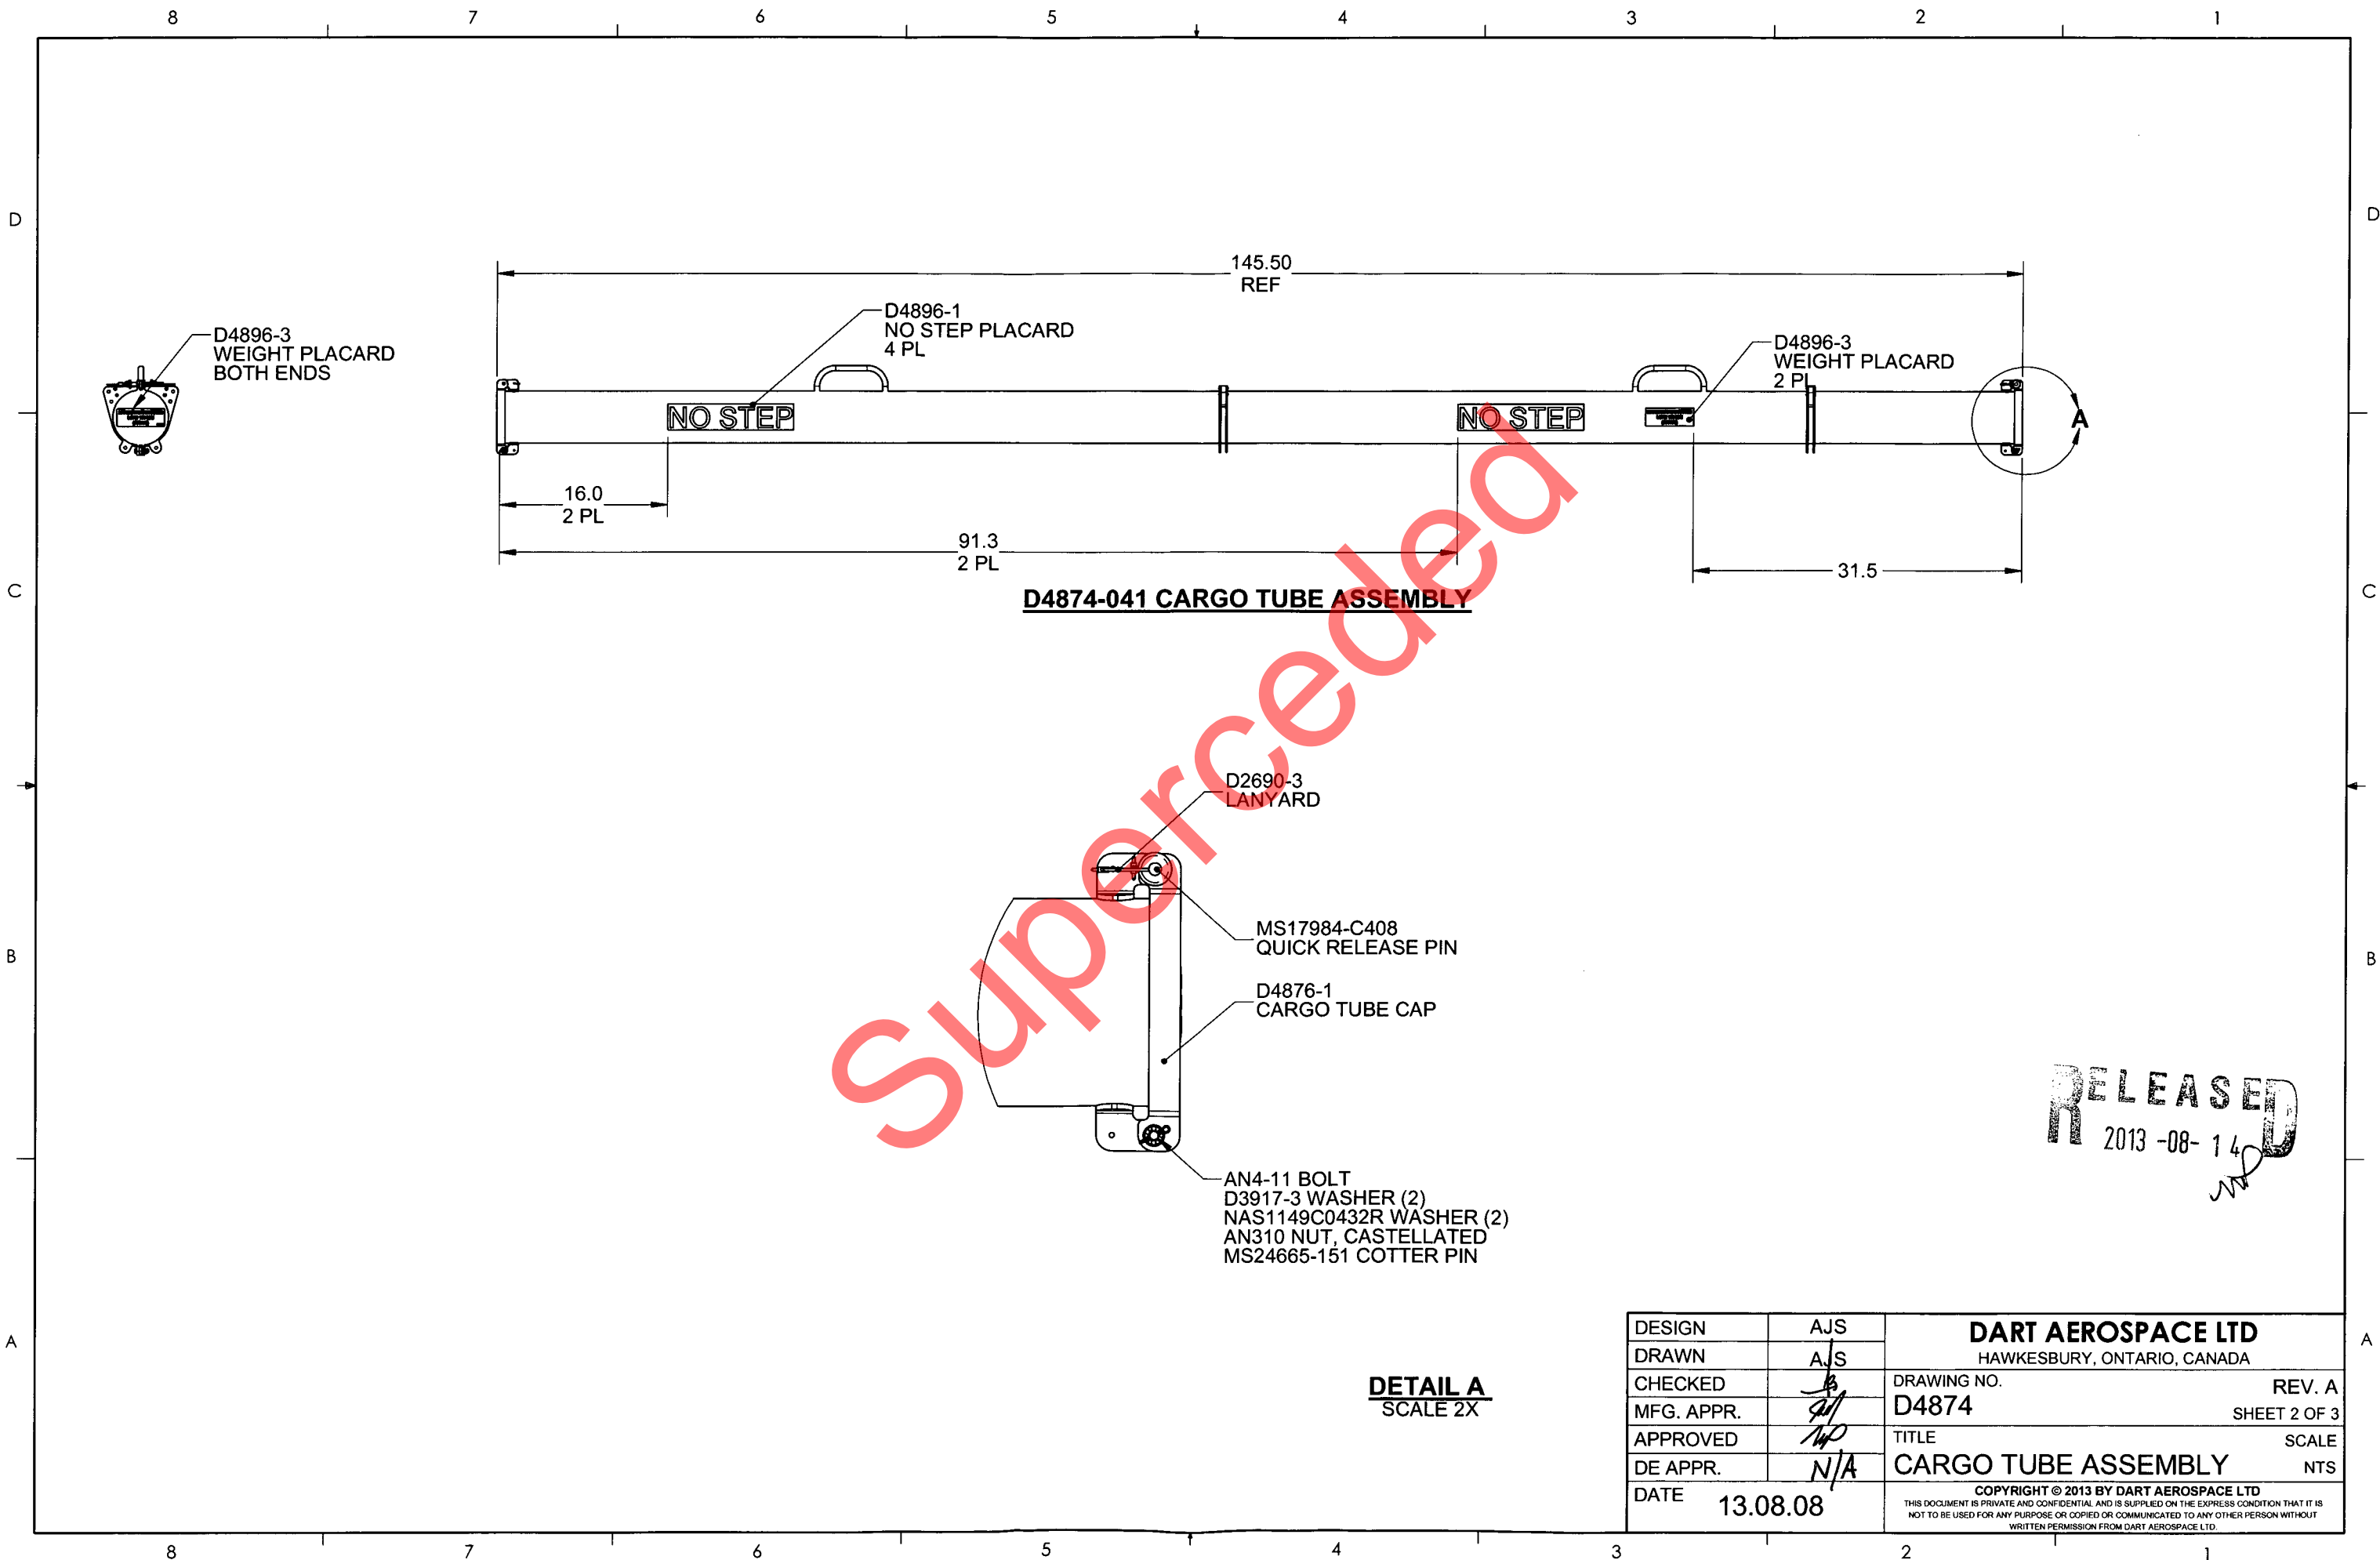 8 7 6 5 4 3 2 1
D D
145.50
REF
D4896-3
WEIGHT PLACARD
BOTH ENDS
D4896-1
NO STEP PLACARD
4 PL
D4896-3
WEIGHT PLACARD
2 PL
NO STEP
NO STEP
A
16.0
2 PL
91.3
2 PL
31.5
C C
D4874-041 CARGO TUBE ASSEMBLY
Superceded
D2690-3
LANYARD
MS17984-C408
QUICK RELEASE PIN
B B
D4876-1
CARGO TUBE CAP
RELEASED
2013 -08- 14
AN4-11 BOLT
D3917-3 WASHER (2)
NAS1149C0432R WASHER (2)
AN310 NUT, CASTELLATED
MS24665-151 COTTER PIN
A A
DETAIL A
SCALE 2X
DESIGN AJS
DRAWN AJS
CHECKED
MFG. APPR.
APPROVED
DE APPR. N/A
DATE 13.08.08
DART AEROSPACE LTD
HAWKESBURY, ONTARIO, CANADA
DRAWING NO. REV. A
D4874 SHEET 2 OF 3
TITLE SCALE
CARGO TUBE ASSEMBLY NTS
COPYRIGHT © 2013 BY DART AEROSPACE LTD
THIS DOCUMENT IS PRIVATE AND CONFIDENTIAL AND IS SUPPLIED ON THE EXPRESS CONDITION THAT IT IS
NOT TO BE USED FOR ANY PURPOSE OR COPIED OR COMMUNICATED TO ANY OTHER PERSON WITHOUT
WRITTEN PERMISSION FROM DART AEROSPACE LTD.
8 7 6 5 4 3 2 1